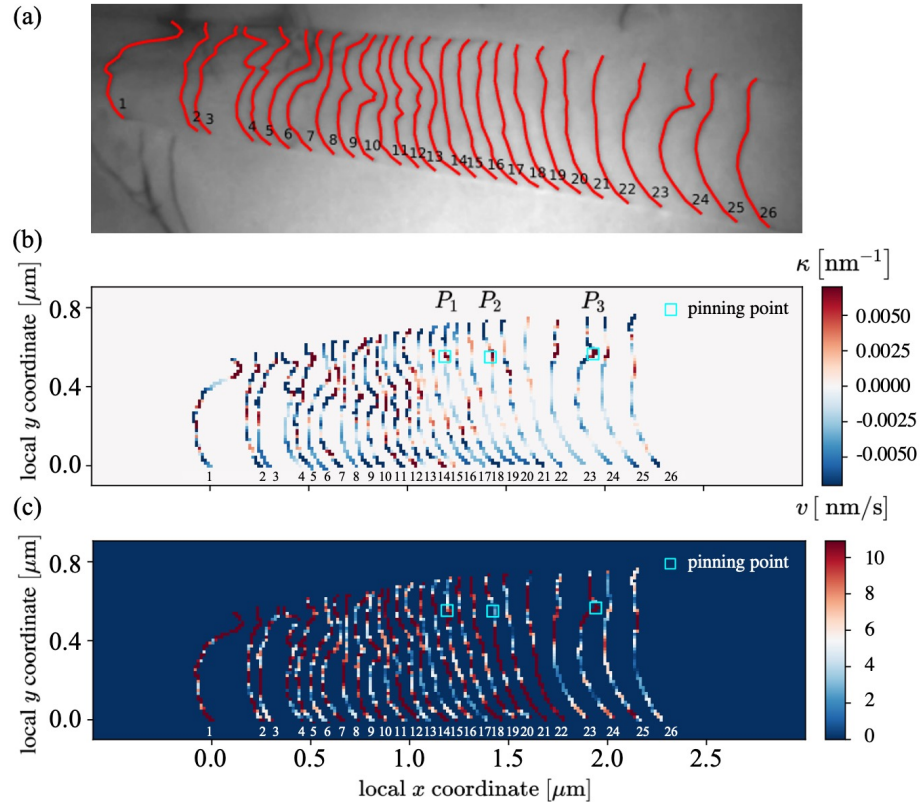 (a)
1 2 3 4 5 6 7 8 9 10 11 12 13 14 15 16 17 18 19 20 21 22 23 24 25 26
(b)
κ [nm⁻¹]
local y coordinate [μm]
0.8
0.4
0.0
P₁ P₂ P₃
pinning point
1 2 3 4 5 6 7 8 9 10 11 12 13 14 15 16 17 18 19 20 21 22 23 24 25 26
0.0050
0.0025
0.0000
-0.0025
-0.0050
(c)
v[ nm/s]
local y coordinate [μm]
0.8
0.4
0.0
pinning point
1 2 3 4 5 6 7 8 9 10 11 12 13 14 15 16 17 18 19 20 21 22 23 24 25 26
10
8
6
4
2
0
0.0 0.5 1.0 1.5 2.0 2.5
local x coordinate [μm]